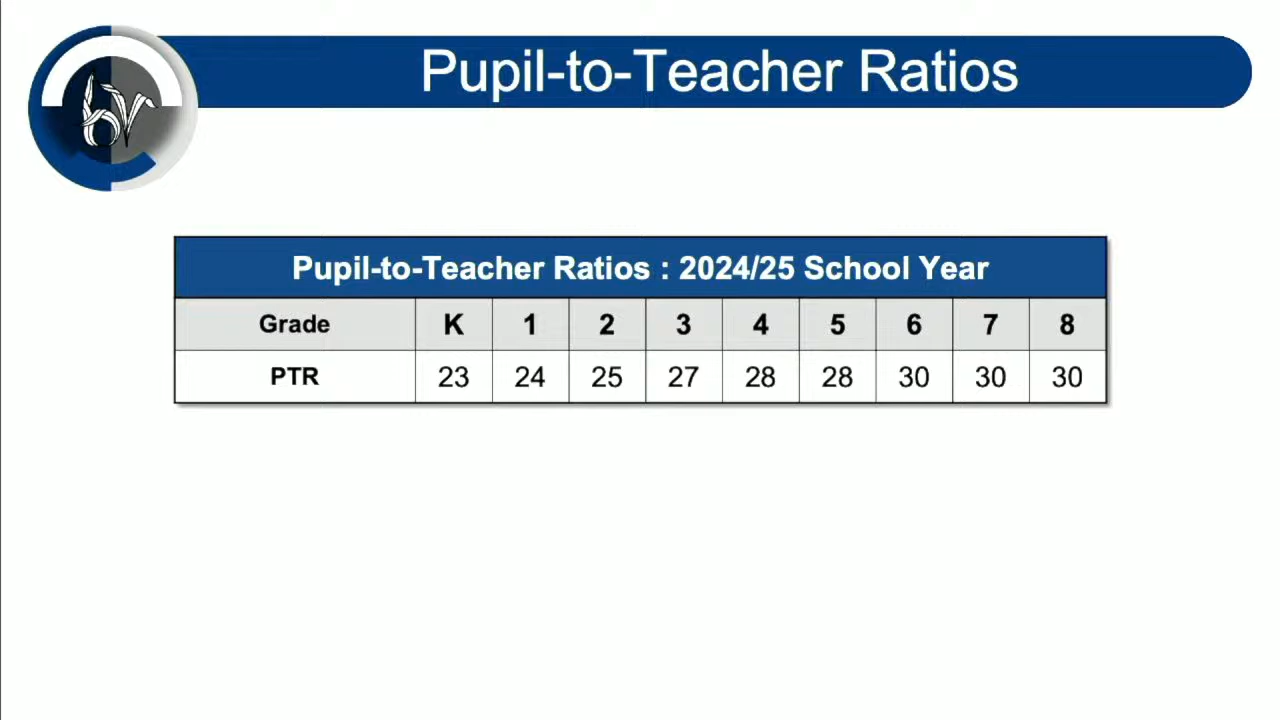 Pupil-to-Teacher Ratios
bv
Pupil-to-Teacher Ratios : 2024/25 School Year
Grade K 1 2 3 4 5 6 7 8
PTR 23 24 25 27 28 28 30 30 30